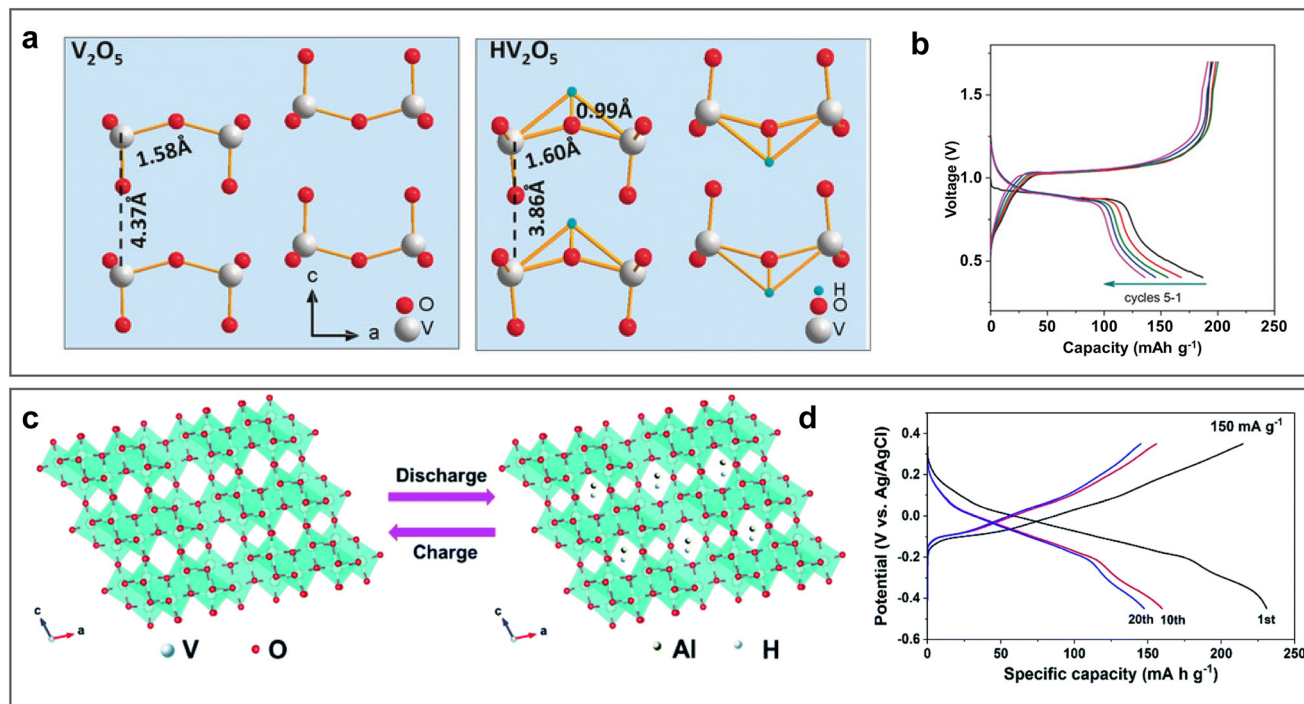 a
V₂O₅
1.58Å
4.37Å
c
a
O
V
HV₂O₅
0.99Å
1.60Å
3.86Å
H
O
V
b
Voltage (V)
1.5
1.0
0.5
cycles 5-1
0 50 100 150 200 250
Capacity (mAh g⁻¹)
c
Discharge
Charge
c
a
V
O
c
a
Al
H
d
Potential (V vs. Ag/AgCl)
150 mA g⁻¹
0.4
0.2
0.0
-0.2
-0.4
-0.6
20th 10th 1st
0 50 100 150 200 250
Specific capacity (mA h g⁻¹)